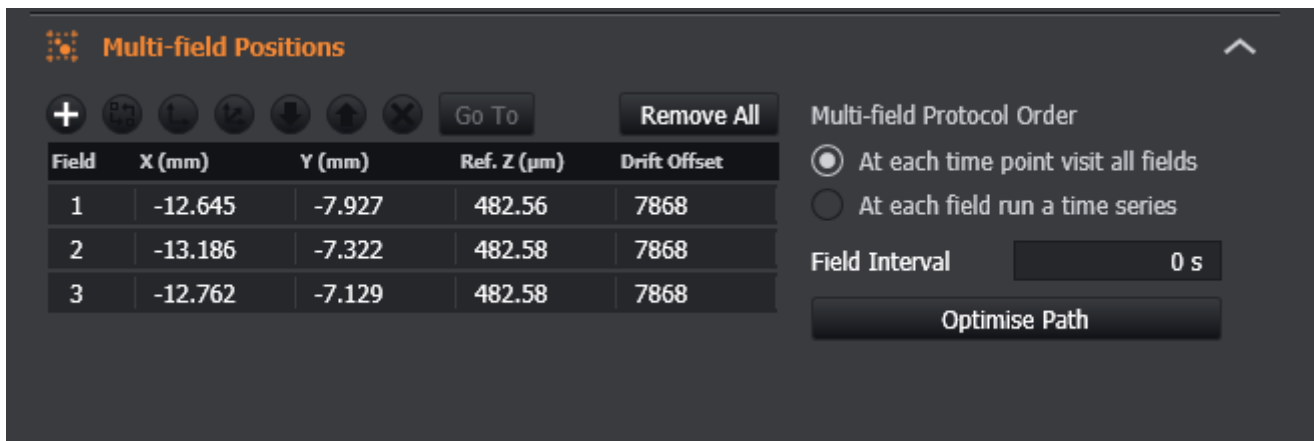 Multi-field Positions
Go To Remove All
Field X (mm) Y (mm) Ref. Z (µm) Drift Offset
1 -12.645 -7.927 482.56 7868
2 -13.186 -7.322 482.58 7868
3 -12.762 -7.129 482.58 7868
Multi-field Protocol Order
At each time point visit all fields
At each field run a time series
Field Interval 0 s
Optimise Path